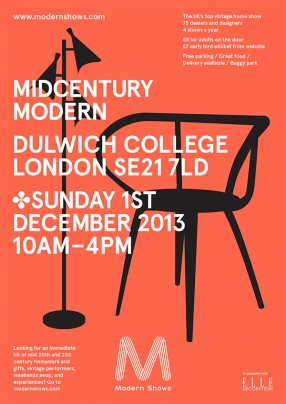 www.modernshows.com
The UK's top vintage home show
75 dealers and designers
4 shows a year
£8 for adults on the door
£7 early bird eticket from website
Free parking / Great food /
Delivery available / Buggy park
MIDCENTURY
MODERN
DULWICH COLLEGE
LONDON SE21 7LD
SUNDAY 1ST
DECEMBER 2013
10AM–4PM
Looking for an immediate
hit of mid 20th and 21st
century homeware and
gifts, vintage performers,
weekends away, and
experiences? Go to
modernshows.com
M
Modern Shows
In association with
ELLE
DECORATION